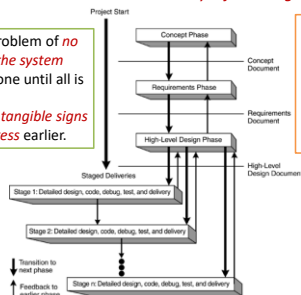 Project Start
roblem of no
the system
one until all is
tangible signs
ess earlier.
Concept Phase
Concept
Document
Requirements Phase
Requirements
Document
High-Level Design Phase
High-Level
Design Document
Staged Deliveries
Stage 1: Detailed design, code, debug, test, and delivery
Stage 2: Detailed design, code, debug, test, and delivery
Stage n: Detailed design, code, debug, test, and delivery
Transition to
next phase
Feedback to
earlier phase